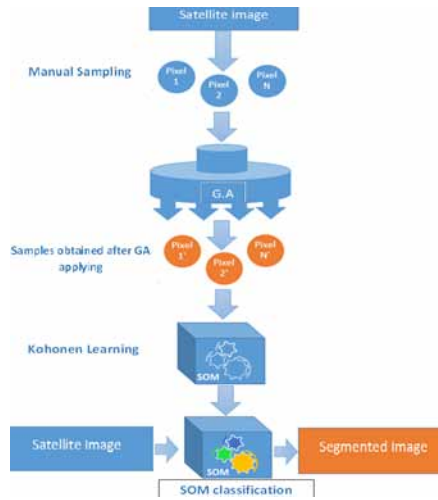 Satellite image
Manual Sampling
Pixel
1
Pixel
2
Pixel
N
G.A
Samples obtained after GA
applying
Pixel
1'
Pixel
2'
Pixel
N'
Kohonen Learning
SOM
Satellite Image
SOM
Segmented Image
SOM classification